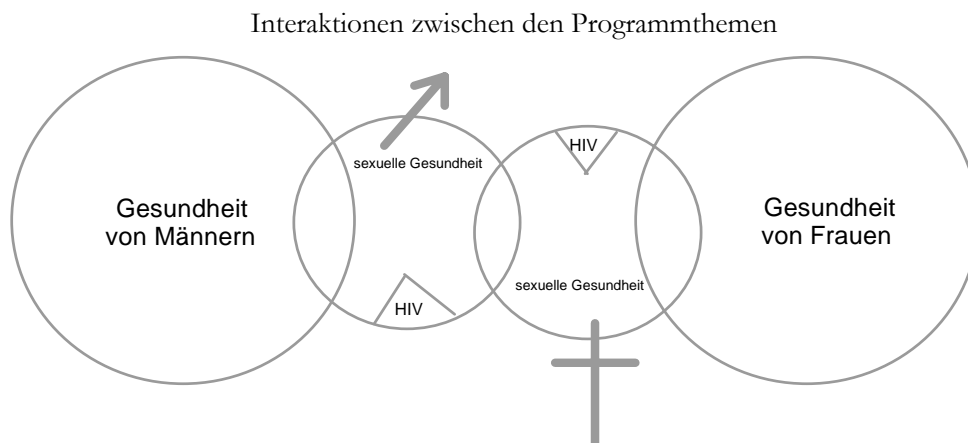 Interaktionen zwischen den Programmthemen
Gesundheit
von Männern
sexuelle Gesundheit
HIV
HIV
sexuelle Gesundheit
Gesundheit
von Frauen